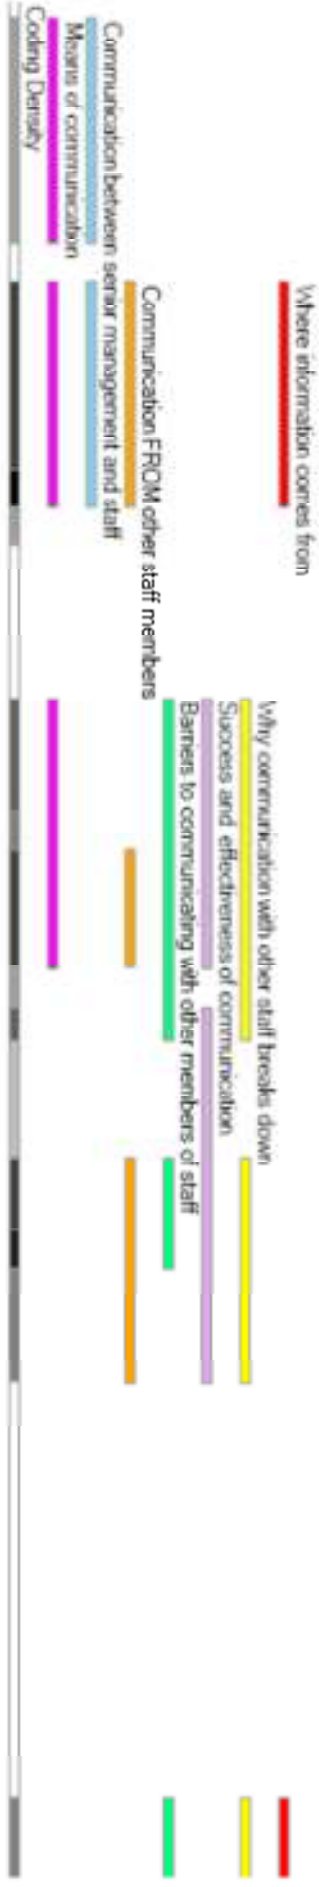 Coding Density
Means of communication
Communication between senior management and staff
Communication FROM other staff members
Barriers to communicating with other members of staff
Success and effectiveness of communication
Why communication with other staff breaks down
Where information comes from